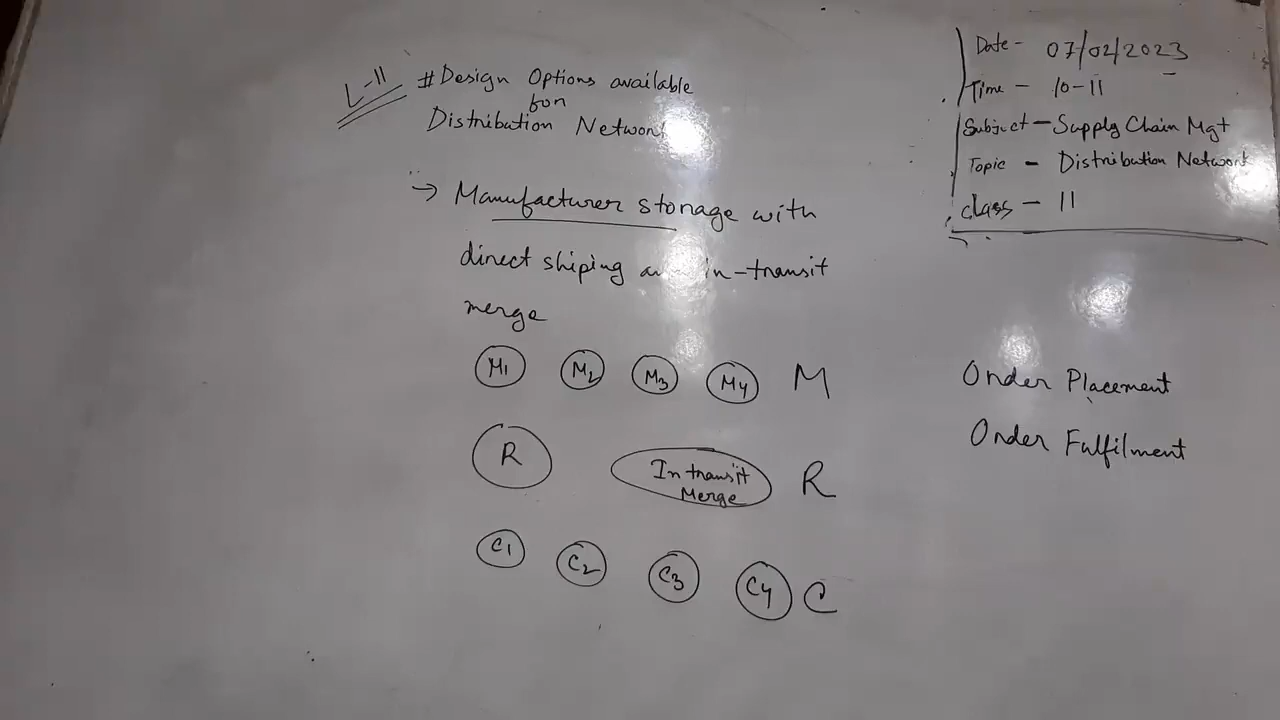 L-11
#Design Options available
for
Distribution Network
→ Manufacturer storage with
direct shiping in-transit
merge
M1 M2 M3 M4 M
R In transit Merge R
C1 C2 C3 C4 C
Date- 07/02/2023
Time - 10-11
Subject - Supply Chain Mgt
Topic - Distribution Network
class - 11
Order Placement
Order Fulfilment